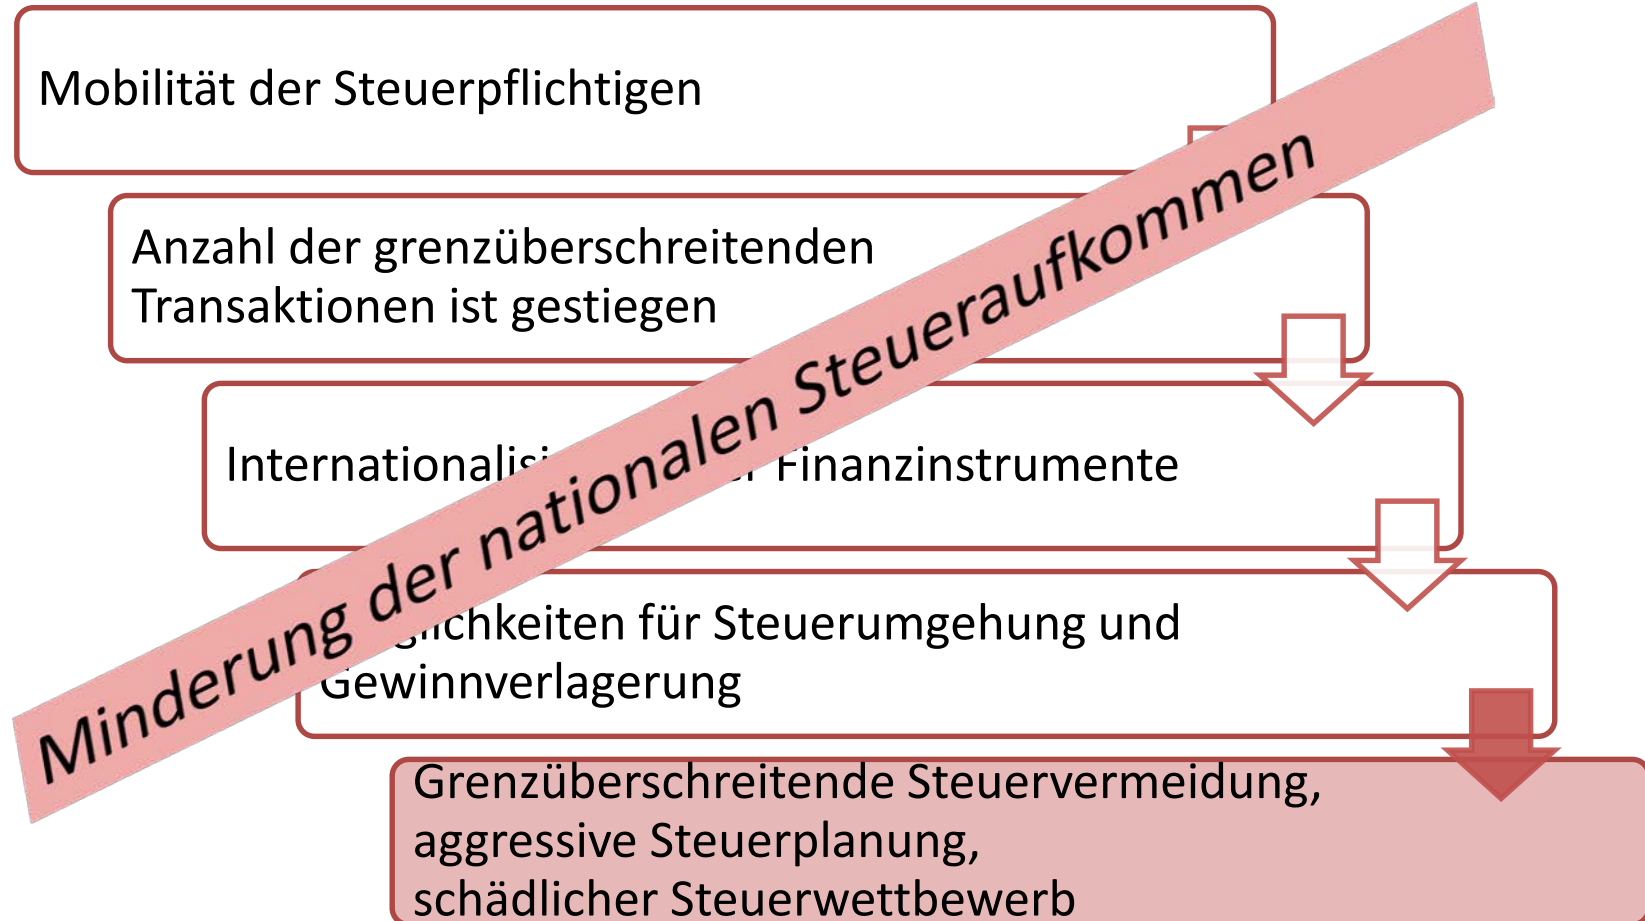 Mobilität der Steuerpflichtigen
Anzahl der grenzüberschreitenden
Transaktionen ist gestiegen
Finanzinstrumente
für Steuerumgehung und
Gewinnverlagerung
Grenzüberschreitende Steuervermeidung,
aggressive Steuerplanung,
schädlicher Steuerwettbewerb
Minderung der nationalen Steueraufkommen